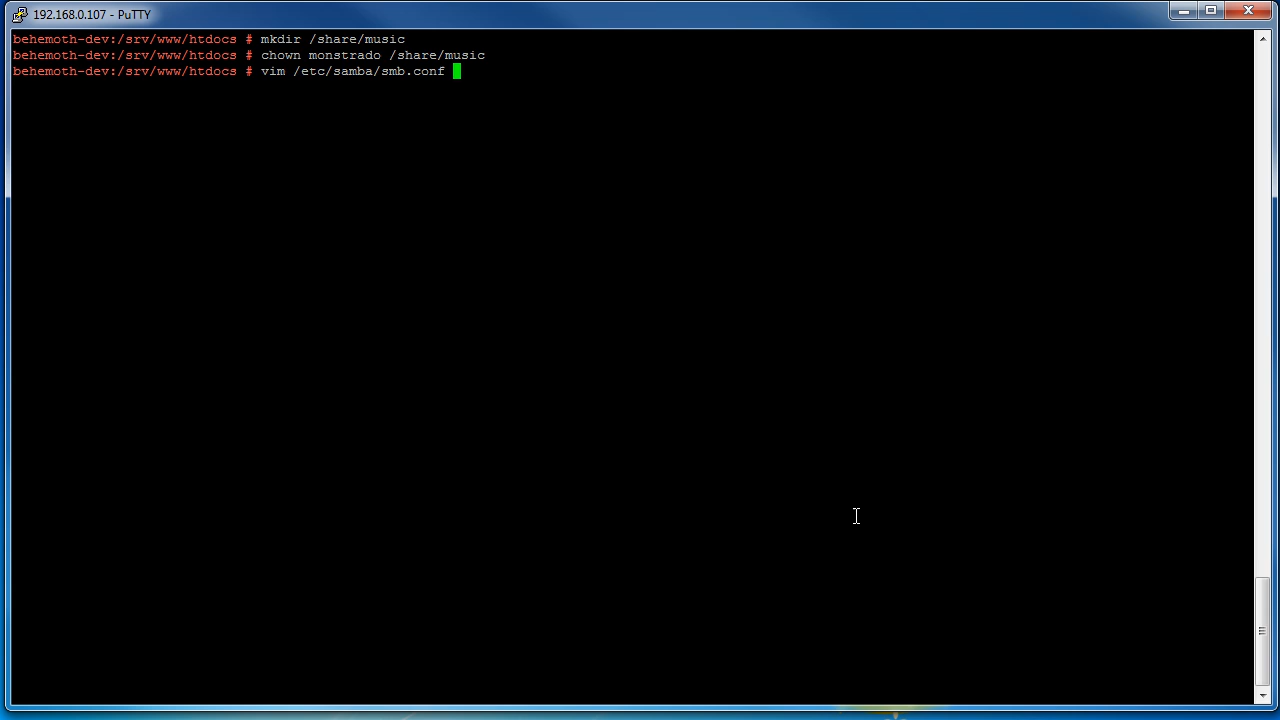 192.168.0.107 - PuTTY
behemoth-dev:/srv/www/htdocs # mkdir /share/music
behemoth-dev:/srv/www/htdocs # chown monstrado /share/music
behemoth-dev:/srv/www/htdocs # vim /etc/samba/smb.conf